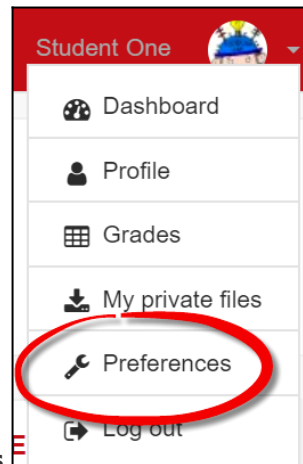 Student One
Dashboard
Profile
Grades
My private files
Preferences
Log out
E
s